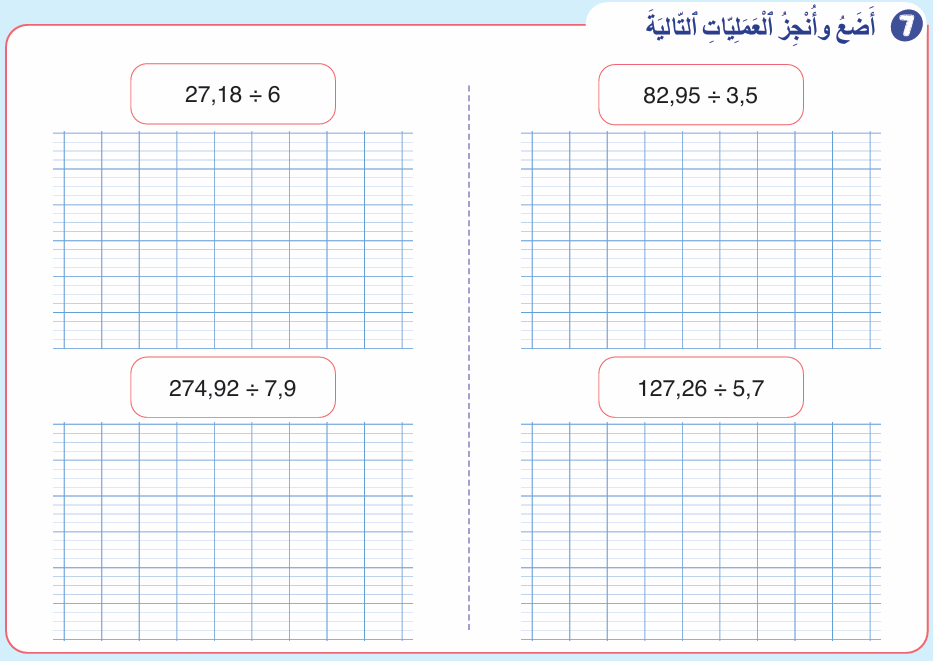 7 أَضَعُ وأُنْجِزُ ٱلْعَمَلِيّاتِ ٱلتّاليَةَ
82,95 ÷ 3,5
27,18 ÷ 6
127,26 ÷ 5,7
274,92 ÷ 7,9